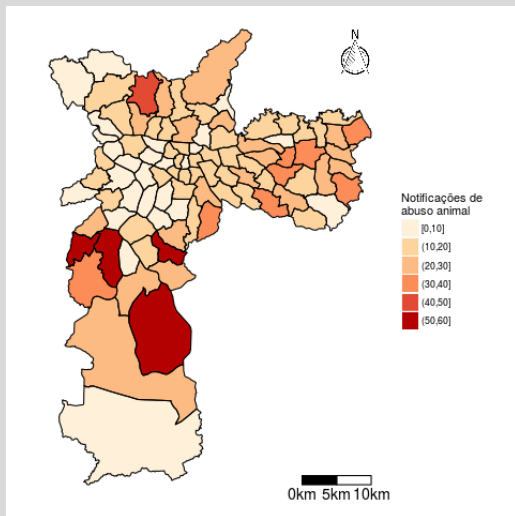 N
Notificações de
abuso animal
[0,10]
(10,20]
(20,30]
(30,40]
(40,50]
(50,60]
0km 5km 10km